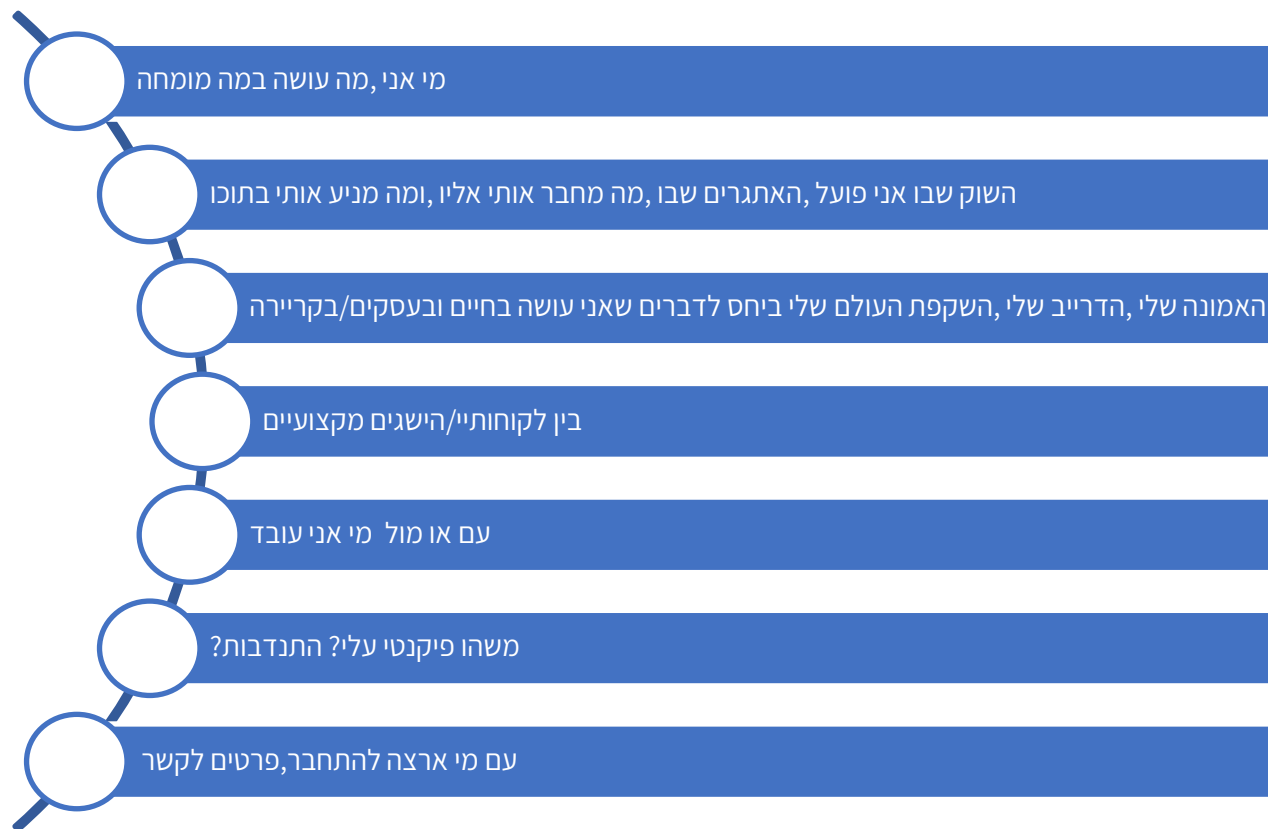 מי אני ,מה עושה במה מומחה
השוק שבו אני פועל ,האתגרים שבו ,מה מחבר אותי אליו ,ומה מניע אותי בתוכו
האמונה שלי ,הדרייב שלי ,השקפת העולם שלי ביחס לדברים שאני עושה בחיים ובעסקים/בקריירה
בין לקוחותיי/הישגים מקצועיים
עם או מול מי אני עובד
משהו פיקנטי עלי? התנדבות?
עם מי ארצה להתחבר,פרטים לקשר